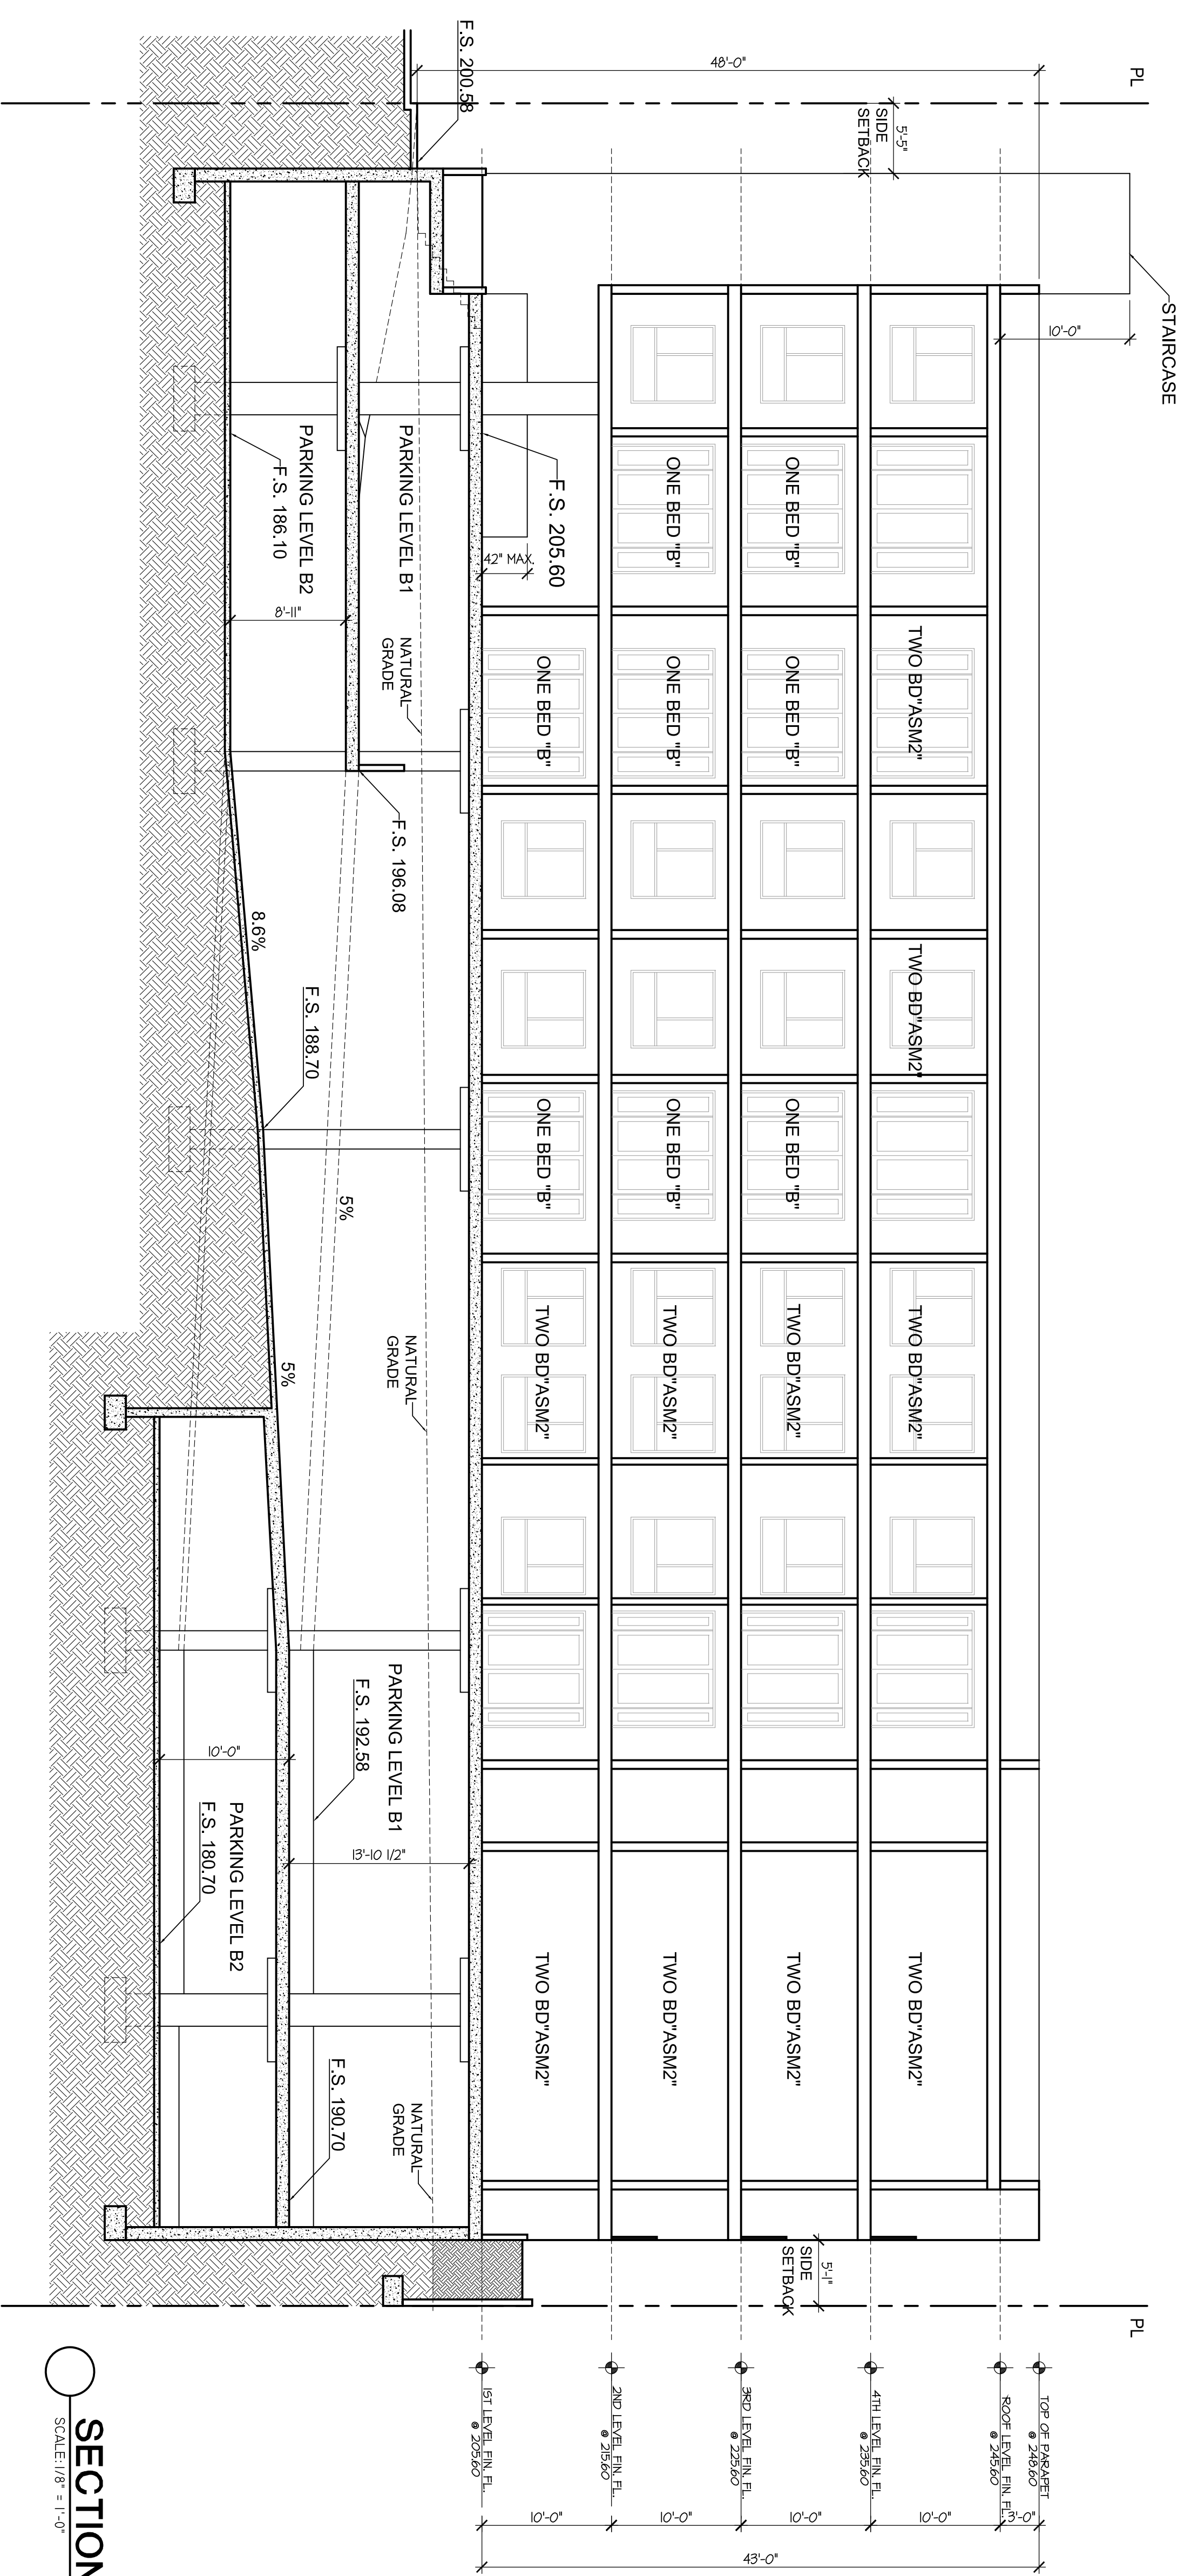 PL
STAIRCASE
48'-0"
5'-5"
SIDE
SETBACK
10'-0"
F.S. 200.58
TWO BD"ASM2"
TWO BD"ASM2"
TWO BD"ASM2"
TWO BD"ASM2"
ONE BED "B"
ONE BED "B"
ONE BED "B"
TWO BD"ASM2"
TWO BD"ASM2"
ONE BED "B"
ONE BED "B"
ONE BED "B"
TWO BD"ASM2"
TWO BD"ASM2"
ONE BED "B"
ONE BED "B"
TWO BD"ASM2"
TWO BD"ASM2"
F.S. 205.60
42" MAX.
PARKING LEVEL B1
NATURAL
GRADE
NATURAL
GRADE
NATURAL
GRADE
F.S. 196.08
PARKING LEVEL B1
F.S. 192.58
13'-10 1/2"
F.S. 190.70
5%
PARKING LEVEL B2
F.S. 186.10
8'-11"
8.6%
F.S. 188.70
5%
10'-0"
PARKING LEVEL B2
F.S. 180.70
5'-1"
SIDE
SETBACK
PL
TOP OF PARAPET
@ 248.60
ROOF LEVEL FIN. FL.
@ 245.60
4TH LEVEL FIN. FL.
@ 235.60
3RD LEVEL FIN. FL.
@ 225.60
2ND LEVEL FIN. FL.
@ 215.60
1ST LEVEL FIN. FL.
@ 205.60
3'-0"
10'-0"
10'-0"
10'-0"
10'-0"
43'-0"
SECTION
SCALE: 1/8" = 1'-0"